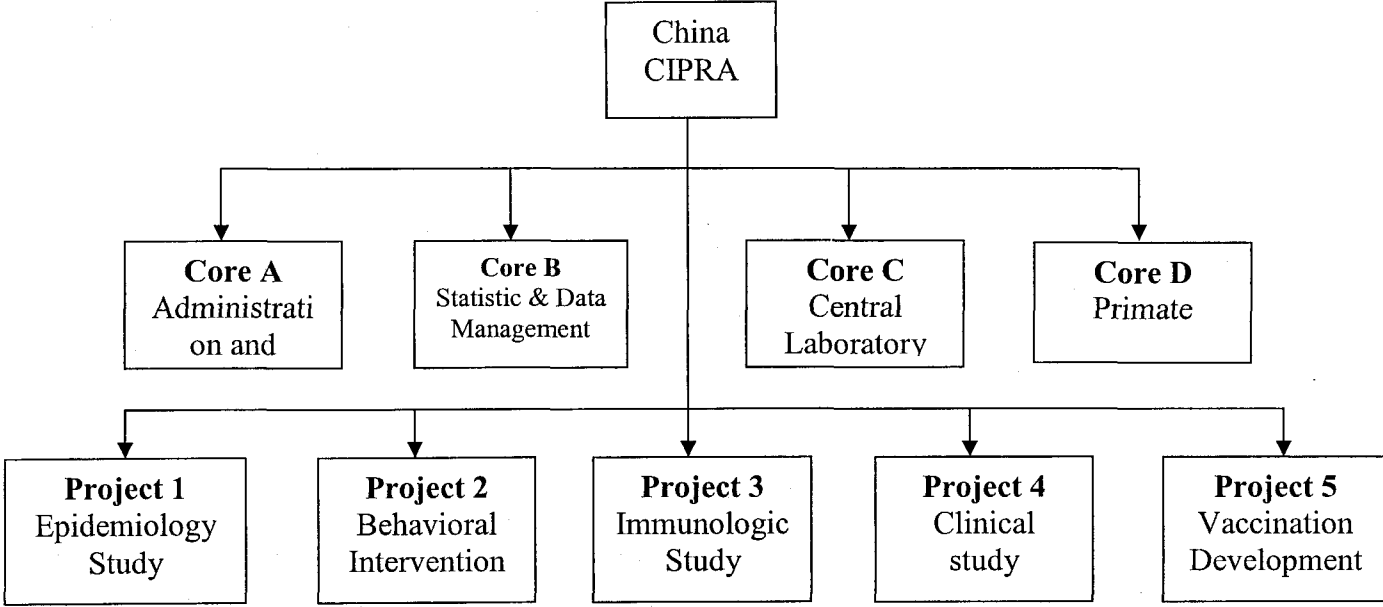 China
CIPRA
Core A
Administrati
on and
Core B
Statistic & Data
Management
Core C
Central
Laboratory
Core D
Primate
Project 1
Epidemiology
Study
Project 2
Behavioral
Intervention
Project 3
Immunologic
Study
Project 4
Clinical
study
Project 5
Vaccination
Development